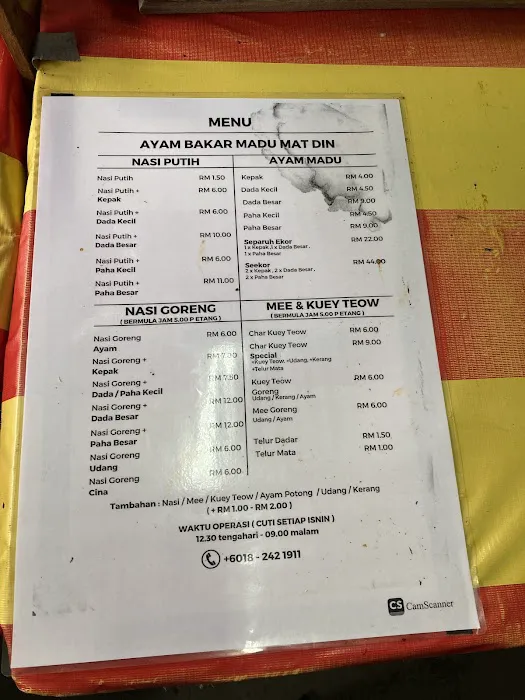 MENU
AYAM BAKAR MADU MAT DIN
NASI PUTIH
Nasi Putih RM 1.50
Nasi Putih + RM 6.00
Kepak
Nasi Putih + RM 6.00
Dada Kecil
Nasi Putih + RM 10.00
Dada Besar
Nasi Putih + RM 6.00
Paha Kecil
Nasi Putih + RM 11.00
Paha Besar
AYAM MADU
Kepak RM 4.00
Dada Kecil RM 4.50
Dada Besar RM 9.00
Paha Kecil RM 4.50
Paha Besar RM 9.00
Separuh Ekor RM 22.00
1 x Kepak, 1 x Dada Besar,
1 x Paha Besar
Seekor RM 44.00
2 x Kepak, 2 x Dada Besar,
2 x Paha Besar
NASI GORENG
( BERMULA JAM 5.00 P ETANG )
Nasi Goreng RM 6.00
Ayam
Nasi Goreng + RM 7.00
Kepak
Nasi Goreng + RM 7.50
Dada / Paha Kecil
Nasi Goreng + RM 12.00
Dada Besar
Nasi Goreng + RM 12.00
Paha Besar
Nasi Goreng RM 6.00
Udang
Nasi Goreng RM 6.00
Cina
MEE & KUEY TEOW
( BERMULA JAM 5.00 P ETANG )
Char Kuey Teow RM 6.00
Char Kuey Teow RM 9.00
Special
+Kuey Teow, +Udang, +Kerang
+Telur Mata
Kuey Teow RM 6.00
Goreng
Udang / Kerang / Ayam
Mee Goreng RM 6.00
Udang / Ayam
Telur Dadar RM 1.50
Telur Mata RM 1.00
Tambahan : Nasi / Mee / Kuey Teow / Ayam Potong / Udang / Kerang
( + RM 1.00 - RM 2.00 )
WAKTU OPERASI ( CUTI SETIAP ISNIN )
12.30 tengahari - 09.00 malam
+6018 - 242 1911
CS CamScanner